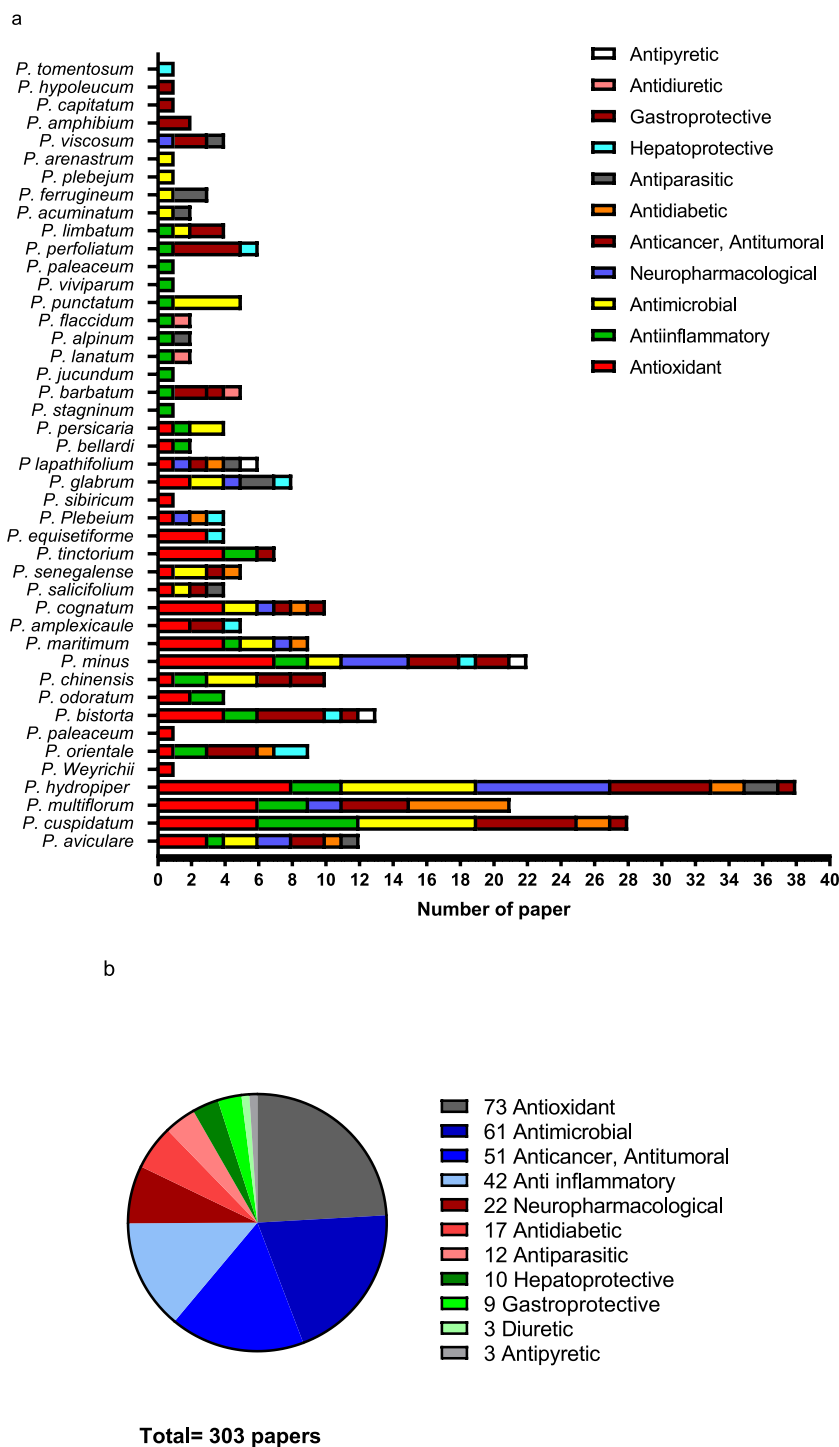 a
P. tomentosum
P. hypoleucum
P. capitatum
P. amphibium
P. viscosum
P. arenastrum
P. plebejum
P. ferrugineum
P. acuminatum
P. limbatum
P. perfoliatum
P. paleaceum
P. viviparum
P. punctatum
P. flaccidum
P. alpinum
P. lanatum
P. jucundum
P. barbatum
P. stagninum
P. persicaria
P. bellardi
P lapathifolium
P. glabrum
P. sibiricum
P. Plebeium
P. equisetiforme
P. tinctorium
P. senegalense
P. salicifolium
P. cognatum
P. amplexicaule
P. maritimum
P. minus
P. chinensis
P. odoratum
P. bistorta
P. paleaceum
P. orientale
P. Weyrichii
P. hydropiper
P. multiflorum
P. cuspidatum
P. aviculare
0 2 4 6 8 10 12 14 16 18 20 22 24 26 28 30 32 34 36 38 40
Number of paper
Antipyretic
Antidiuretic
Gastroprotective
Hepatoprotective
Antiparasitic
Antidiabetic
Anticancer, Antitumoral
Neuropharmacological
Antimicrobial
Antiinflammatory
Antioxidant
b
73 Antioxidant
61 Antimicrobial
51 Anticancer, Antitumoral
42 Anti inflammatory
22 Neuropharmacological
17 Antidiabetic
12 Antiparasitic
10 Hepatoprotective
9 Gastroprotective
3 Diuretic
3 Antipyretic
Total= 303 papers